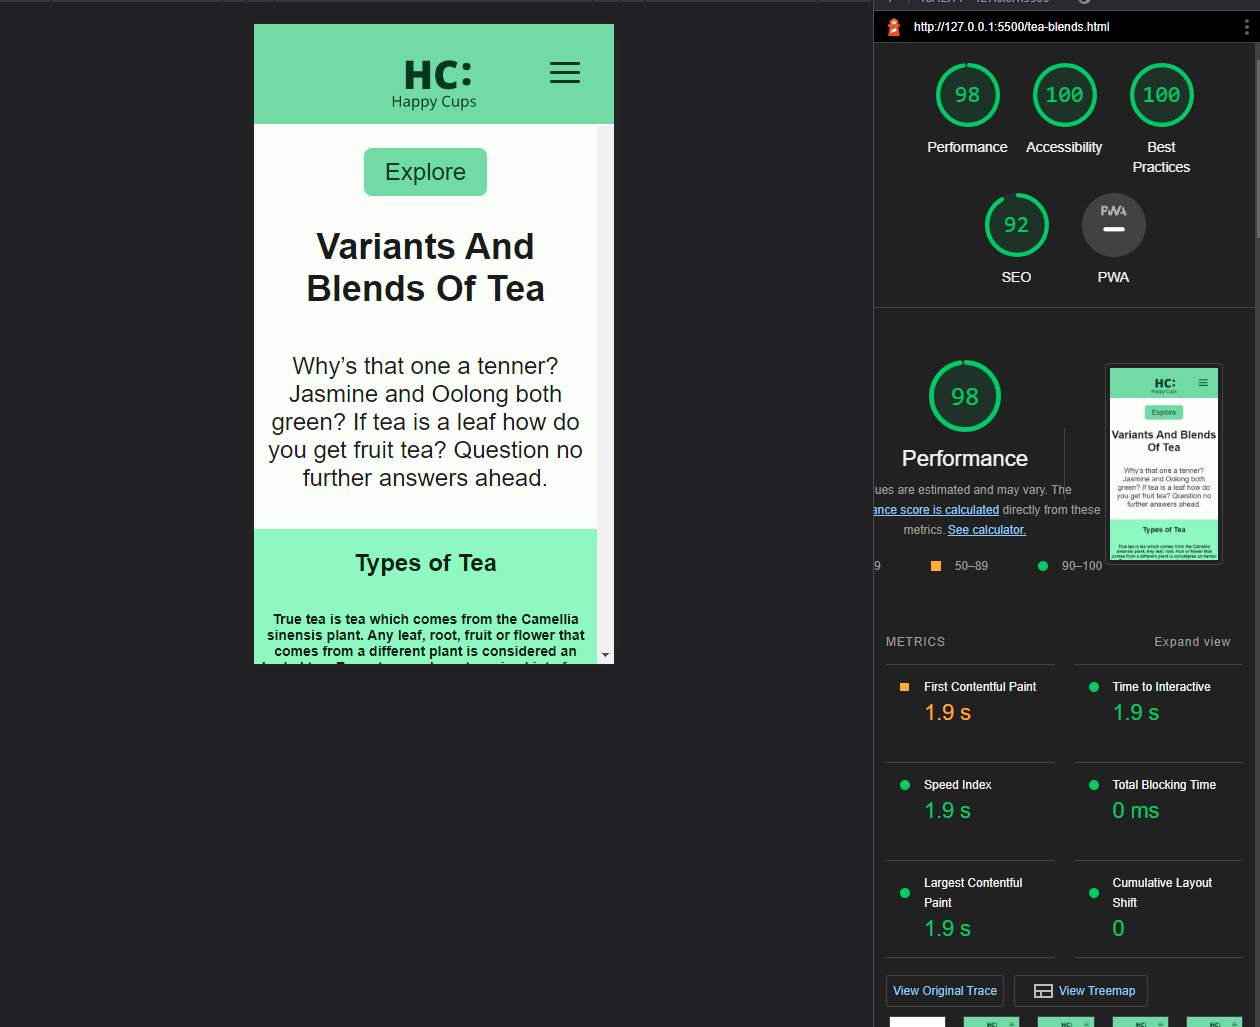 http://127.0.0.1:5500/tea-blends.html
HC:
Happy Cups
Explore
Variants And
Blends Of Tea
Why’s that one a tenner?
Jasmine and Oolong both
green? If tea is a leaf how do
you get fruit tea? Question no
further answers ahead.
Types of Tea
True tea is tea which comes from the Camellia
sinensis plant. Any leaf, root, fruit or flower that
comes from a different plant is considered an
98
100
100
Performance
Accessibility
Best
Practices
92
PWA
SEO
PWA
98
Performance
ues are estimated and may vary. The
ance score is calculated directly from these
metrics. See calculator.
9
50–89
90–100
HC:
Happy Cups
Explore
Variants And Blends
Of Tea
Why’s that one a tenner?
Jasmine and Oolong both
green? If tea is a leaf how do
you get fruit tea? Question no
further answers ahead.
Types of Tea
True tea is tea which comes from the Camellia
sinensis plant. Any leaf, root, fruit or flower that
comes from a different plant is considered an herbal
METRICS
Expand view
First Contentful Paint
1.9 s
Time to Interactive
1.9 s
Speed Index
1.9 s
Total Blocking Time
0 ms
Largest Contentful
Paint
1.9 s
Cumulative Layout
Shift
0
View Original Trace
View Treemap
HC:
HC:
HC:
HC: